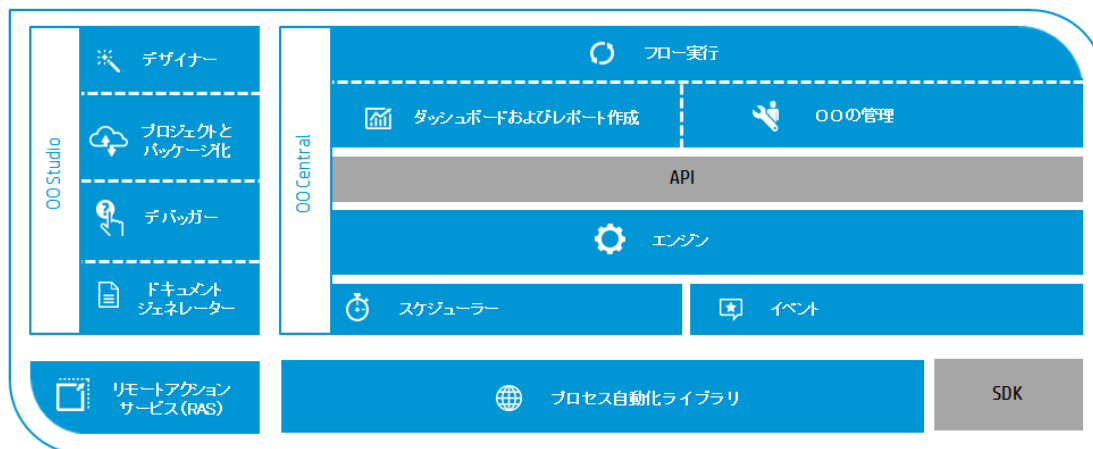 OO Studio
デザイナー
プロジェクトと
パッケージ化
デバッガー
ドキュメント
ジェネレーター
OO Central
フロー実行
ダッシュボードおよびレポート作成
OOの管理
API
エンジン
スケジューラー
イベント
リモートアクション
サービス(RAS)
プロセス自動化ライブラリ
SDK